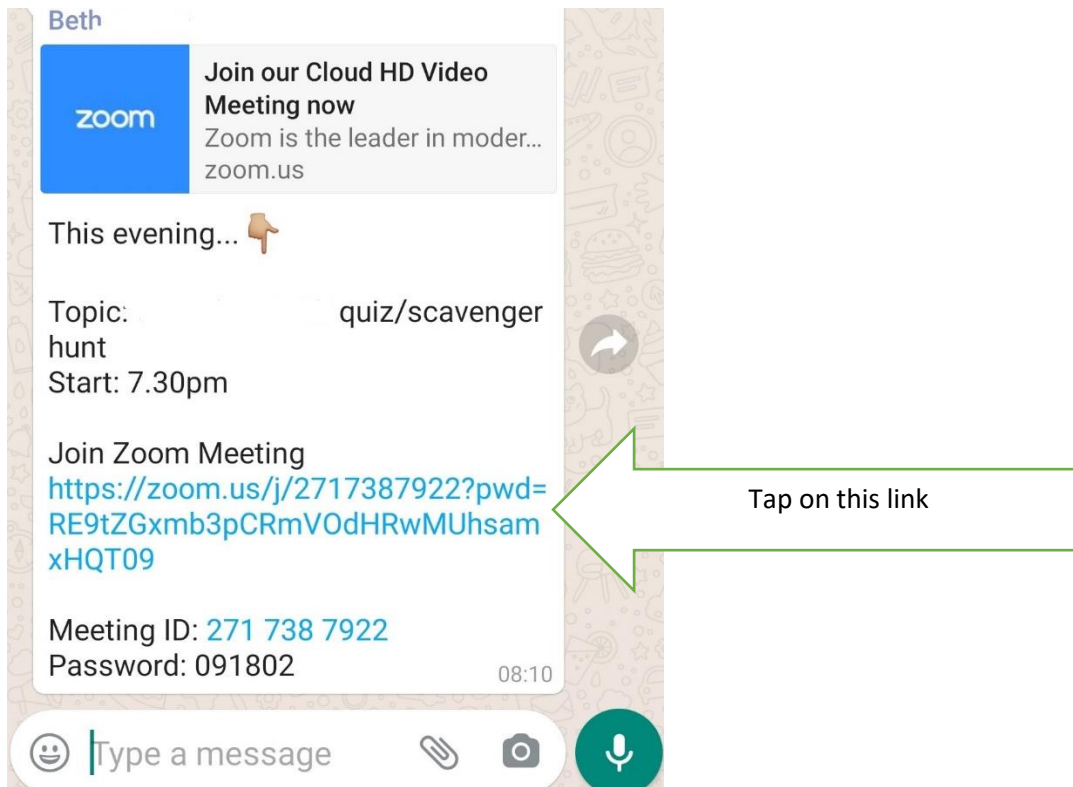 Beth
zoom
Join our Cloud HD Video
Meeting now
Zoom is the leader in moder...
zoom.us
This evening...
Topic: quiz/scavenger
hunt
Start: 7.30pm
Join Zoom Meeting
https://zoom.us/j/2717387922?pwd=
RE9tZGxmb3pCRmVOdHRwMUhsam
xHQT09
Tap on this link
Meeting ID: 271 738 7922
Password: 091802
08:10
Type a message